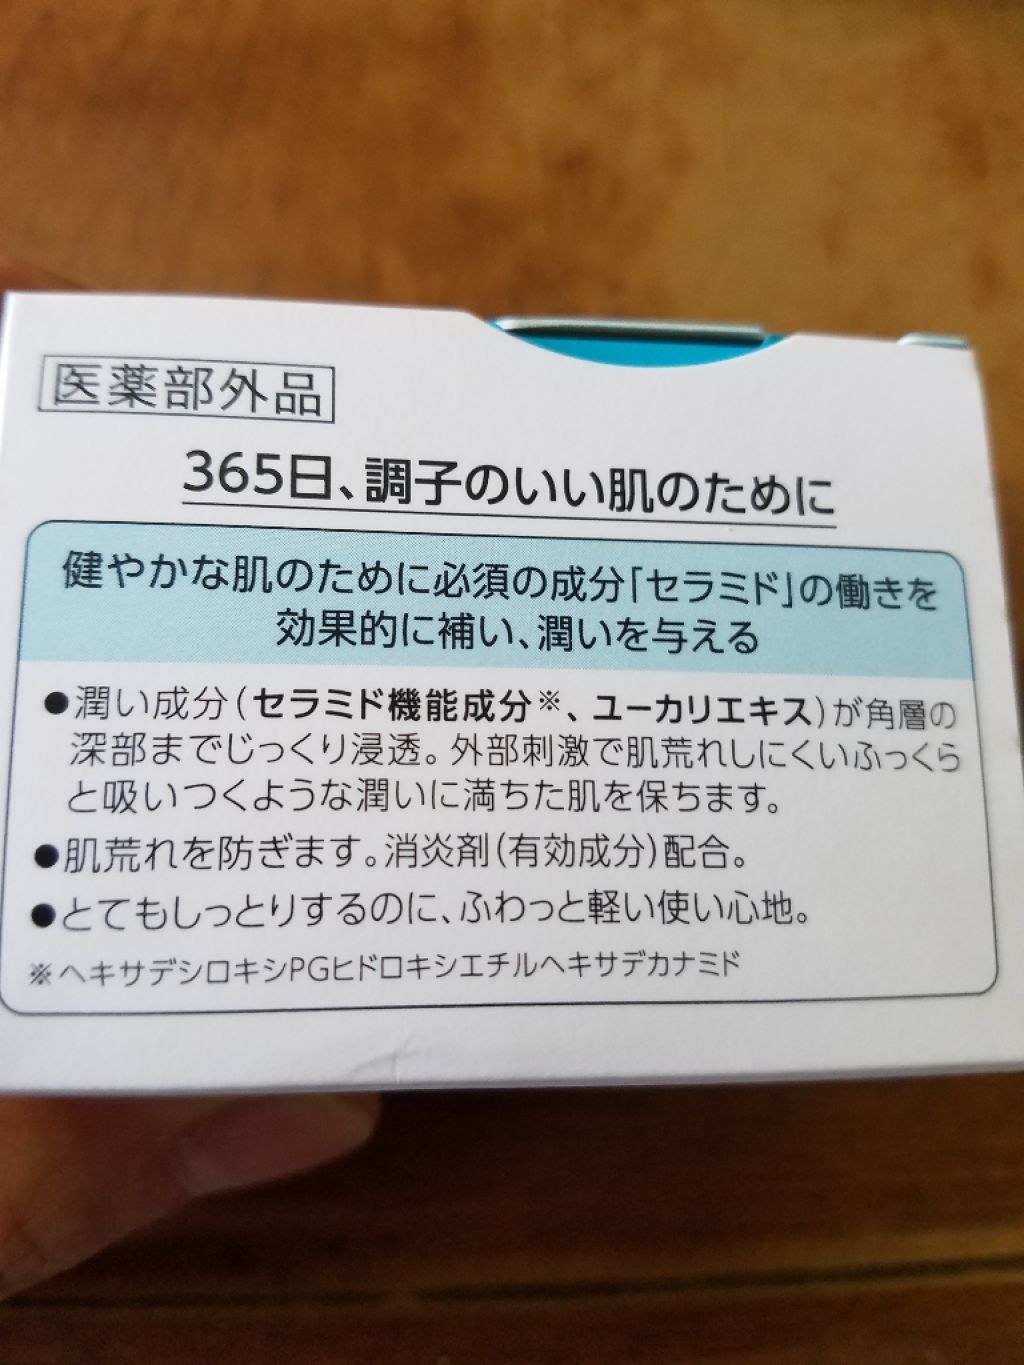 医薬部外品
365日、調子のいい肌のために
健やかな肌のために必須の成分「セラミド」の働きを
効果的に補い、潤いを与える
●潤い成分(セラミド機能成分※、ユーカリエキス)が角層の
深部までじっくり浸透。外部刺激で肌荒れしにくいふっくら
と吸いつくような潤いに満ちた肌を保ちます。
●肌荒れを防ぎます。消炎剤(有効成分)配合。
●とてもしっとりするのに、ふわっと軽い使い心地。
※ヘキサデシロキシPGヒドロキシエチルヘキサデカナミド